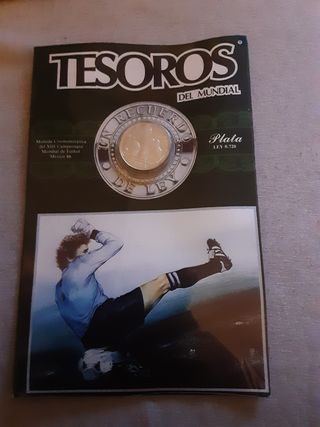 TESOROS
DEL MUNDIAL
UN RECUERDO
DE LEY
Moneda Conmemorativa
del XIII Campeonato
Mundial de Futbol
Mexico 86
Plata
LEY 0.720